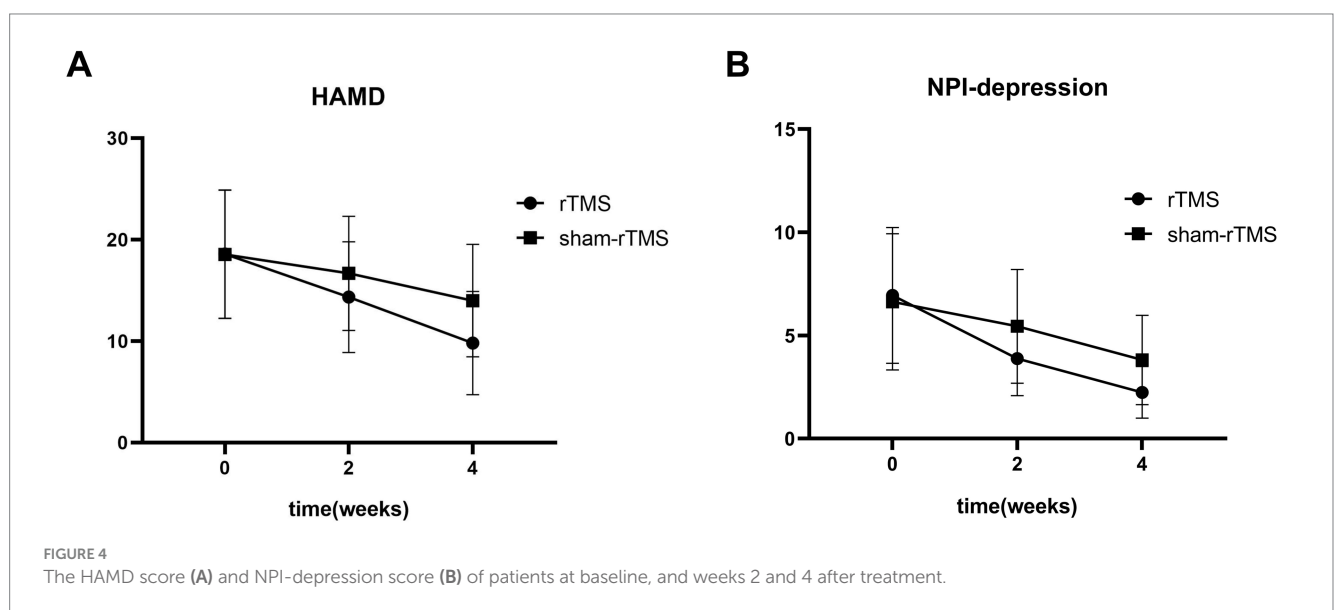 A
HAMD
30
20
10
0
0 2 4
time(weeks)
rTMS
sham-rTMS
B
NPI-depression
15
10
5
0
0 2 4
time(weeks)
rTMS
sham-rTMS
FIGURE 4
The HAMD score (A) and NPI-depression score (B) of patients at baseline, and weeks 2 and 4 after treatment.